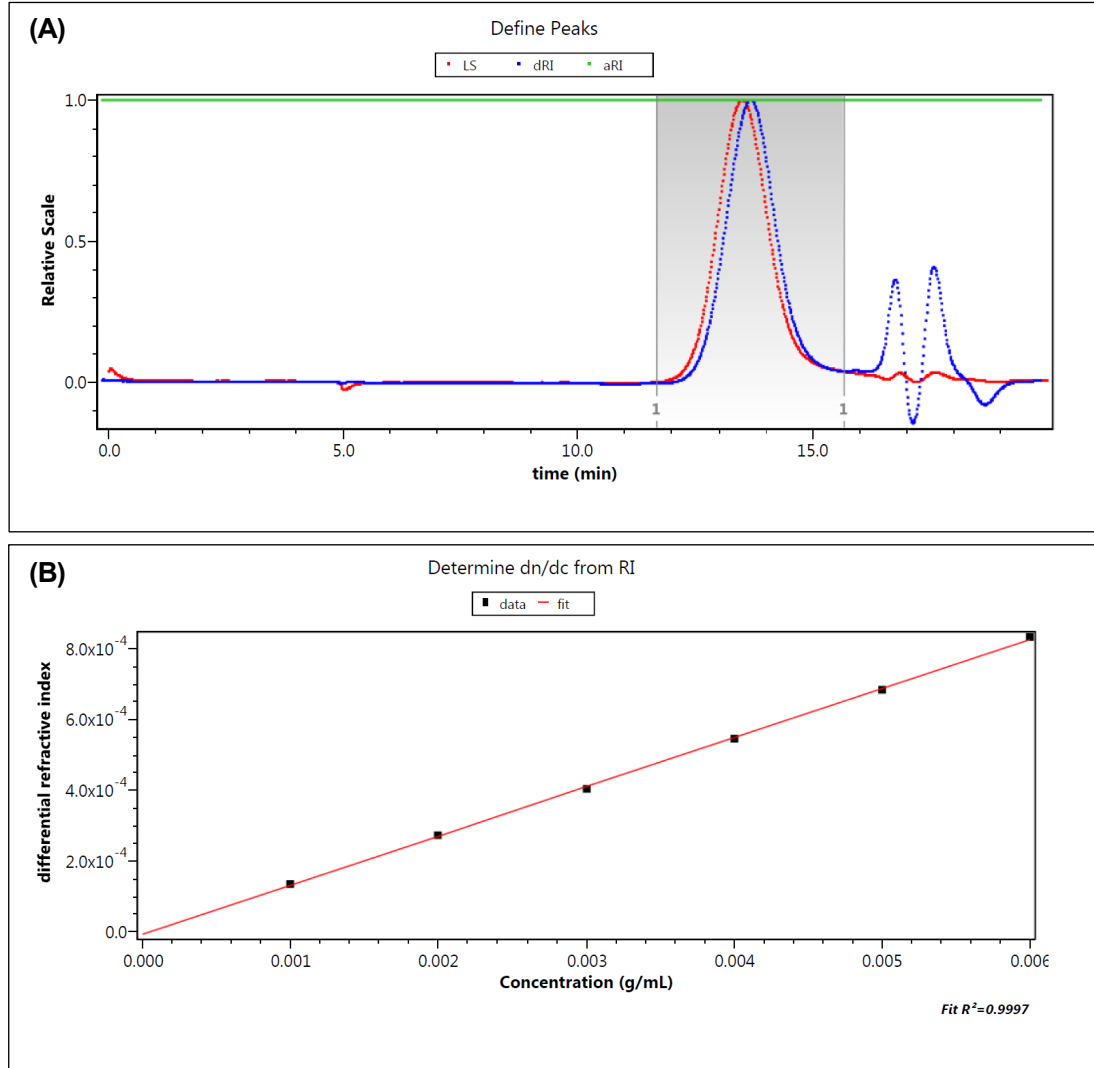 (A)
Define Peaks
LS dRI aRI
Relative Scale
1.0
0.5
0.0
1 1
0.0 5.0 10.0 15.0
time (min)
(B)
Determine dn/dc from RI
data fit
differential refractive index
8.0x10⁻⁴
6.0x10⁻⁴
4.0x10⁻⁴
2.0x10⁻⁴
0.0
0.000 0.001 0.002 0.003 0.004 0.005 0.006
Concentration (g/mL)
Fit R²=0.9997